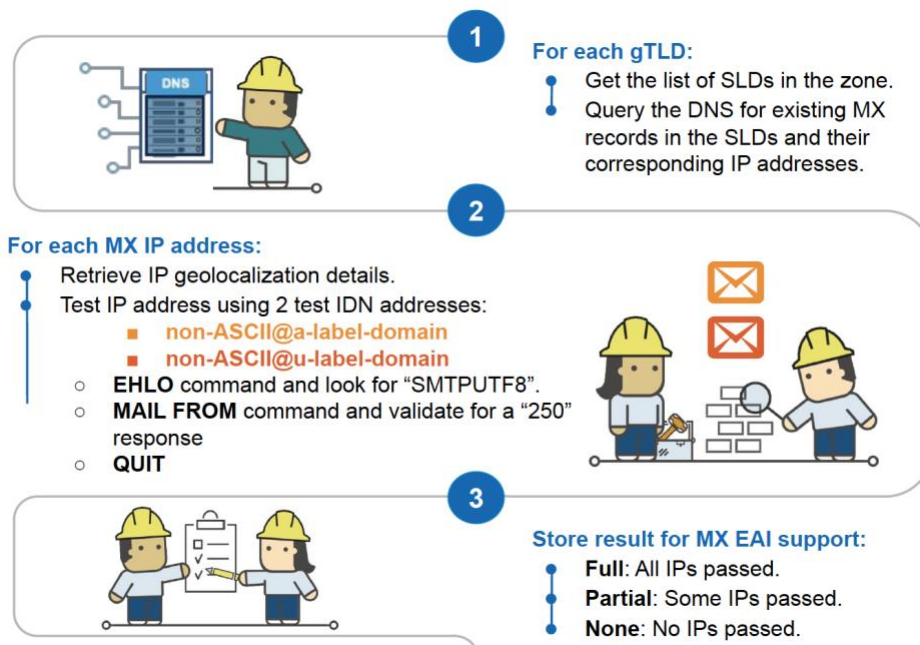 1
DNS
For each gTLD:
Get the list of SLDs in the zone.
Query the DNS for existing MX
records in the SLDs and their
corresponding IP addresses.
2
For each MX IP address:
Retrieve IP geolocalization details.
Test IP address using 2 test IDN addresses:
non-ASCII@a-label-domain
non-ASCII@u-label-domain
EHLO command and look for “SMTPUTF8”.
MAIL FROM command and validate for a “250”
response
QUIT
3
Store result for MX EAI support:
Full: All IPs passed.
Partial: Some IPs passed.
None: No IPs passed.